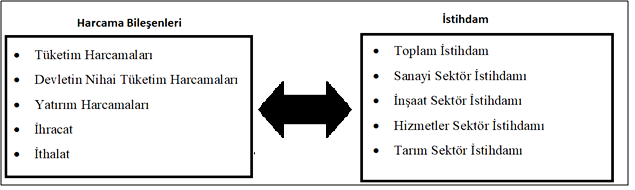 Harcama Bileşenleri
• Tüketim Harcamaları
• Devletin Nihai Tüketim Harcamaları
• Yatırım Harcamaları
• İhracat
• İthalat
İstihdam
• Toplam İstihdam
• Sanayi Sektör İstihdamı
• İnşaat Sektör İstihdamı
• Hizmetler Sektör İstihdamı
• Tarım Sektör İstihdamı